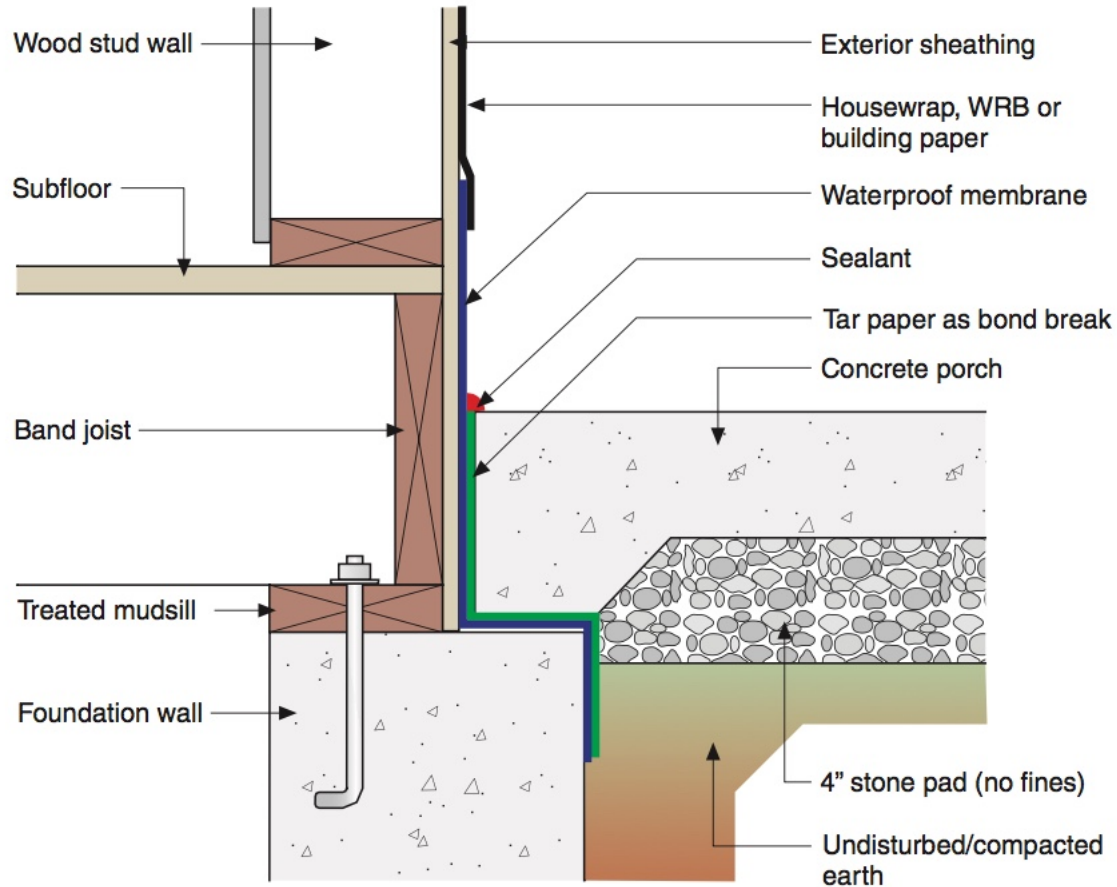 Wood stud wall
Subfloor
Band joist
Treated mudsill
Foundation wall
Exterior sheathing
Housewrap, WRB or
building paper
Waterproof membrane
Sealant
Tar paper as bond break
Concrete porch
4” stone pad (no fines)
Undisturbed/compacted
earth